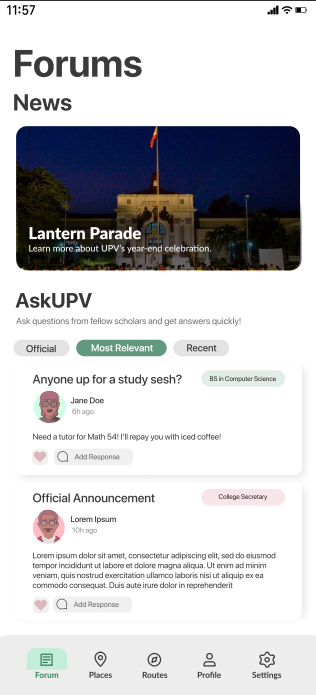 11:57
Forums
News
Lantern Parade
Learn more about UPV's year-end celebration.
AskUPV
Ask questions from fellow scholars and get answers quickly!
Official
Most Relevant
Recent
Anyone up for a study sesh?
BS in Computer Science
Jane Doe
6h ago
Need a tutor for Math 54! I'll repay you with iced coffee!
Add Response
Official Announcement
College Secretary
Lorem Ipsum
10h ago
Lorem ipsum dolor sit amet, consectetur adipiscing elit, sed do eiusmod
tempor incididunt ut labore et dolore magna aliqua. Ut enim ad minim
veniam, quis nostrud exercitation ullamco laboris nisi ut aliquip ex ea
commodo consequat. Duis aute irure dolor in reprehenderit
Add Response
Forum
Places
Routes
Profile
Settings